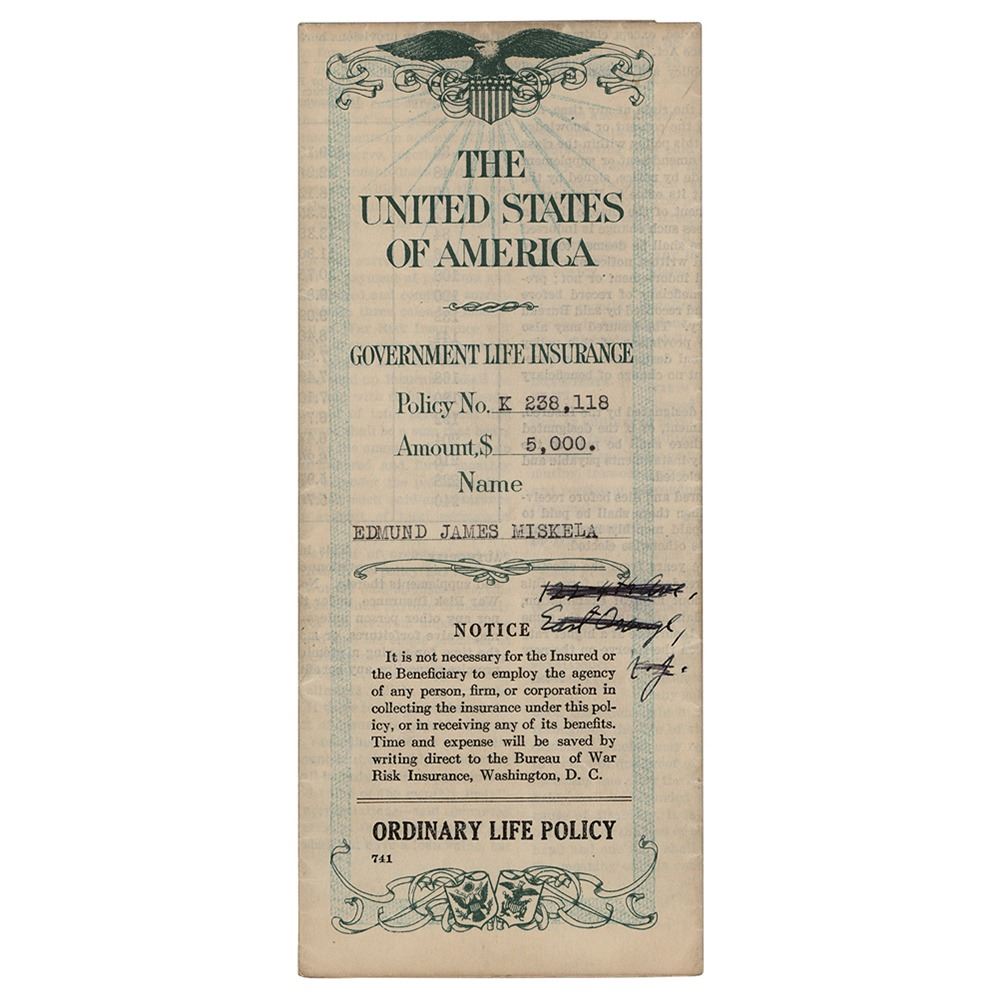 THE
UNITED STATES
OF AMERICA
GOVERNMENT LIFE INSURANCE
Policy No. K 238,118
Amount,$ 5,000.
Name
EDMUND JAMES MISKELA
East Orange,
N.J.
NOTICE
It is not necessary for the Insured or
the Beneficiary to employ the agency
of any person, firm, or corporation in
collecting the insurance under this pol-
icy, or in receiving any of its benefits.
Time and expense will be saved by
writing direct to the Bureau of War
Risk Insurance, Washington, D. C.
ORDINARY LIFE POLICY
741